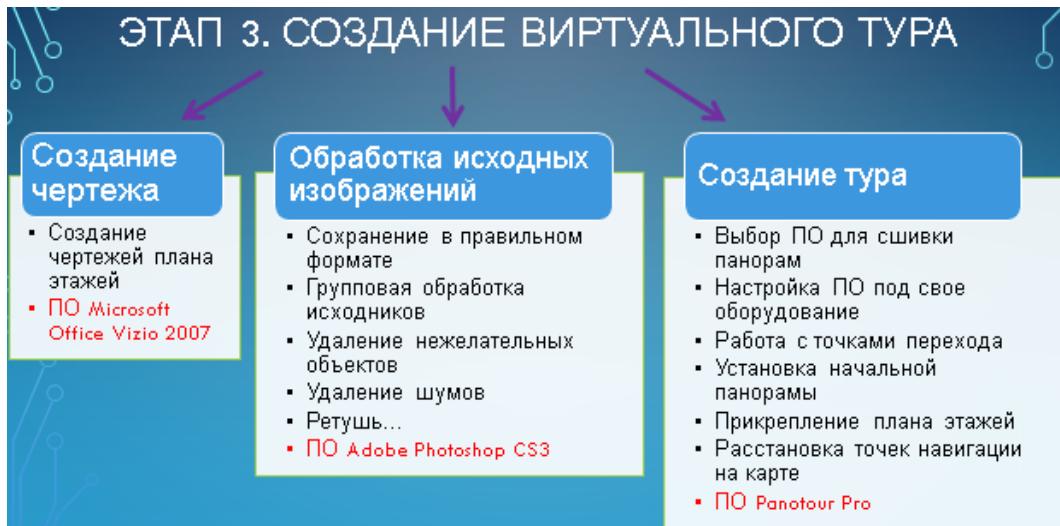 ЭТАП 3. СОЗДАНИЕ ВИРТУАЛЬНОГО ТУРА
Создание
чертежа
▪ Создание
чертежей плана
этажей
▪ ПО Microsoft
Office Vizio 2007
Обработка исходных
изображений
▪ Сохранение в правильном
формате
▪ Групповая обработка
исходников
▪ Удаление нежелательных
объектов
▪ Удаление шумов
▪ Ретушь...
▪ ПО Adobe Photoshop CS3
Создание тура
▪ Выбор ПО для сшивки
панорам
▪ Настройка ПО под свое
оборудование
▪ Работа с точками перехода
▪ Установка начальной
панорамы
▪ Прикрепление плана этажей
▪ Расстановка точек навигации
на карте
▪ ПО Panotour Pro